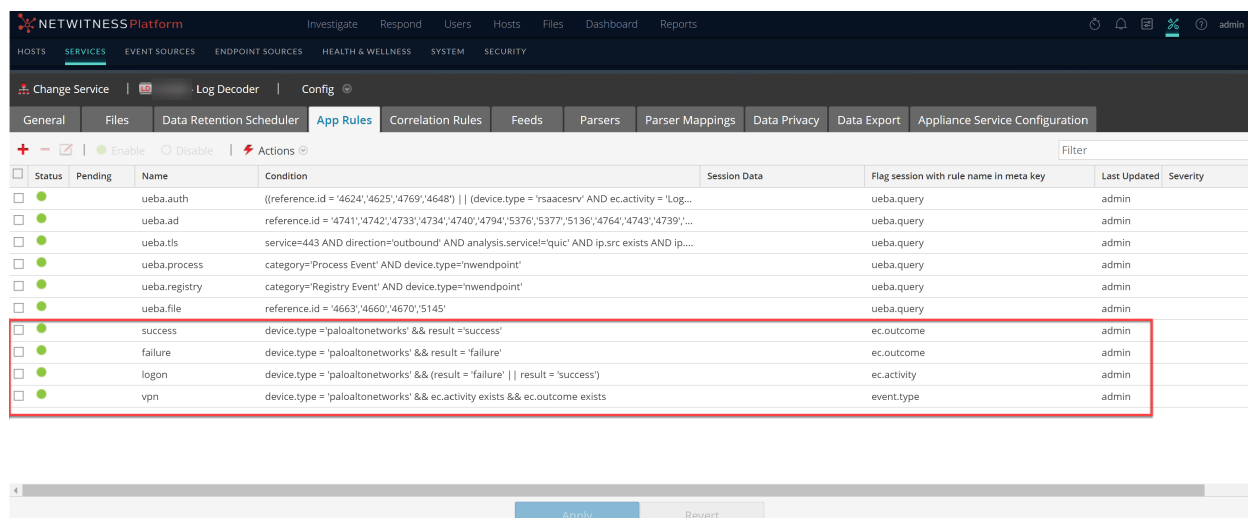 NETWITNESS Platform Investigate Respond Users Hosts Files Dashboard Reports admin
HOSTS SERVICES EVENT SOURCES ENDPOINT SOURCES HEALTH & WELLNESS SYSTEM SECURITY
Change Service | LD - Log Decoder | Config
General Files Data Retention Scheduler App Rules Correlation Rules Feeds Parsers Parser Mappings Data Privacy Data Export Appliance Service Configuration
Enable Disable | Actions Filter
Status Pending Name Condition Session Data Flag session with rule name in meta key Last Updated Severity
ueba.auth ((reference.id = '4624','4625','4769','4648') || (device.type = 'rsaacesrv' AND ec.activity = 'Log... ueba.query admin
ueba.ad reference.id = '4741','4742','4733','4734','4740','4794','5376','5377','5136','4764','4743','4739','... ueba.query admin
ueba.tls service=443 AND direction='outbound' AND analysis.service!='quic' AND ip.src exists AND ip.... ueba.query admin
ueba.process category='Process Event' AND device.type='nwendpoint' ueba.query admin
ueba.registry category='Registry Event' AND device.type='nwendpoint' ueba.query admin
ueba.file reference.id = '4663','4660','4670','5145' ueba.query admin
success device.type ='paloaltonetworks' && result ='success' ec.outcome admin
failure device.type = 'paloaltonetworks' && result = 'failure' ec.outcome admin
logon device.type = 'paloaltonetworks' && (result = 'failure' || result = 'success') ec.activity admin
vpn device.type = 'paloaltonetworks' && ec.activity exists && ec.outcome exists event.type admin
Apply Revert